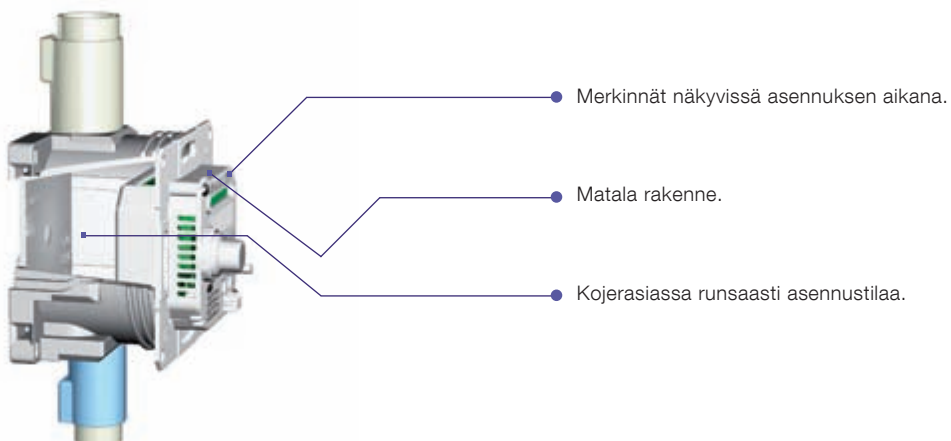 Merkinnät näkyvissä asennuksen aikana.
Matala rakenne.
Kojerasiassa runsaasti asennustilaa.